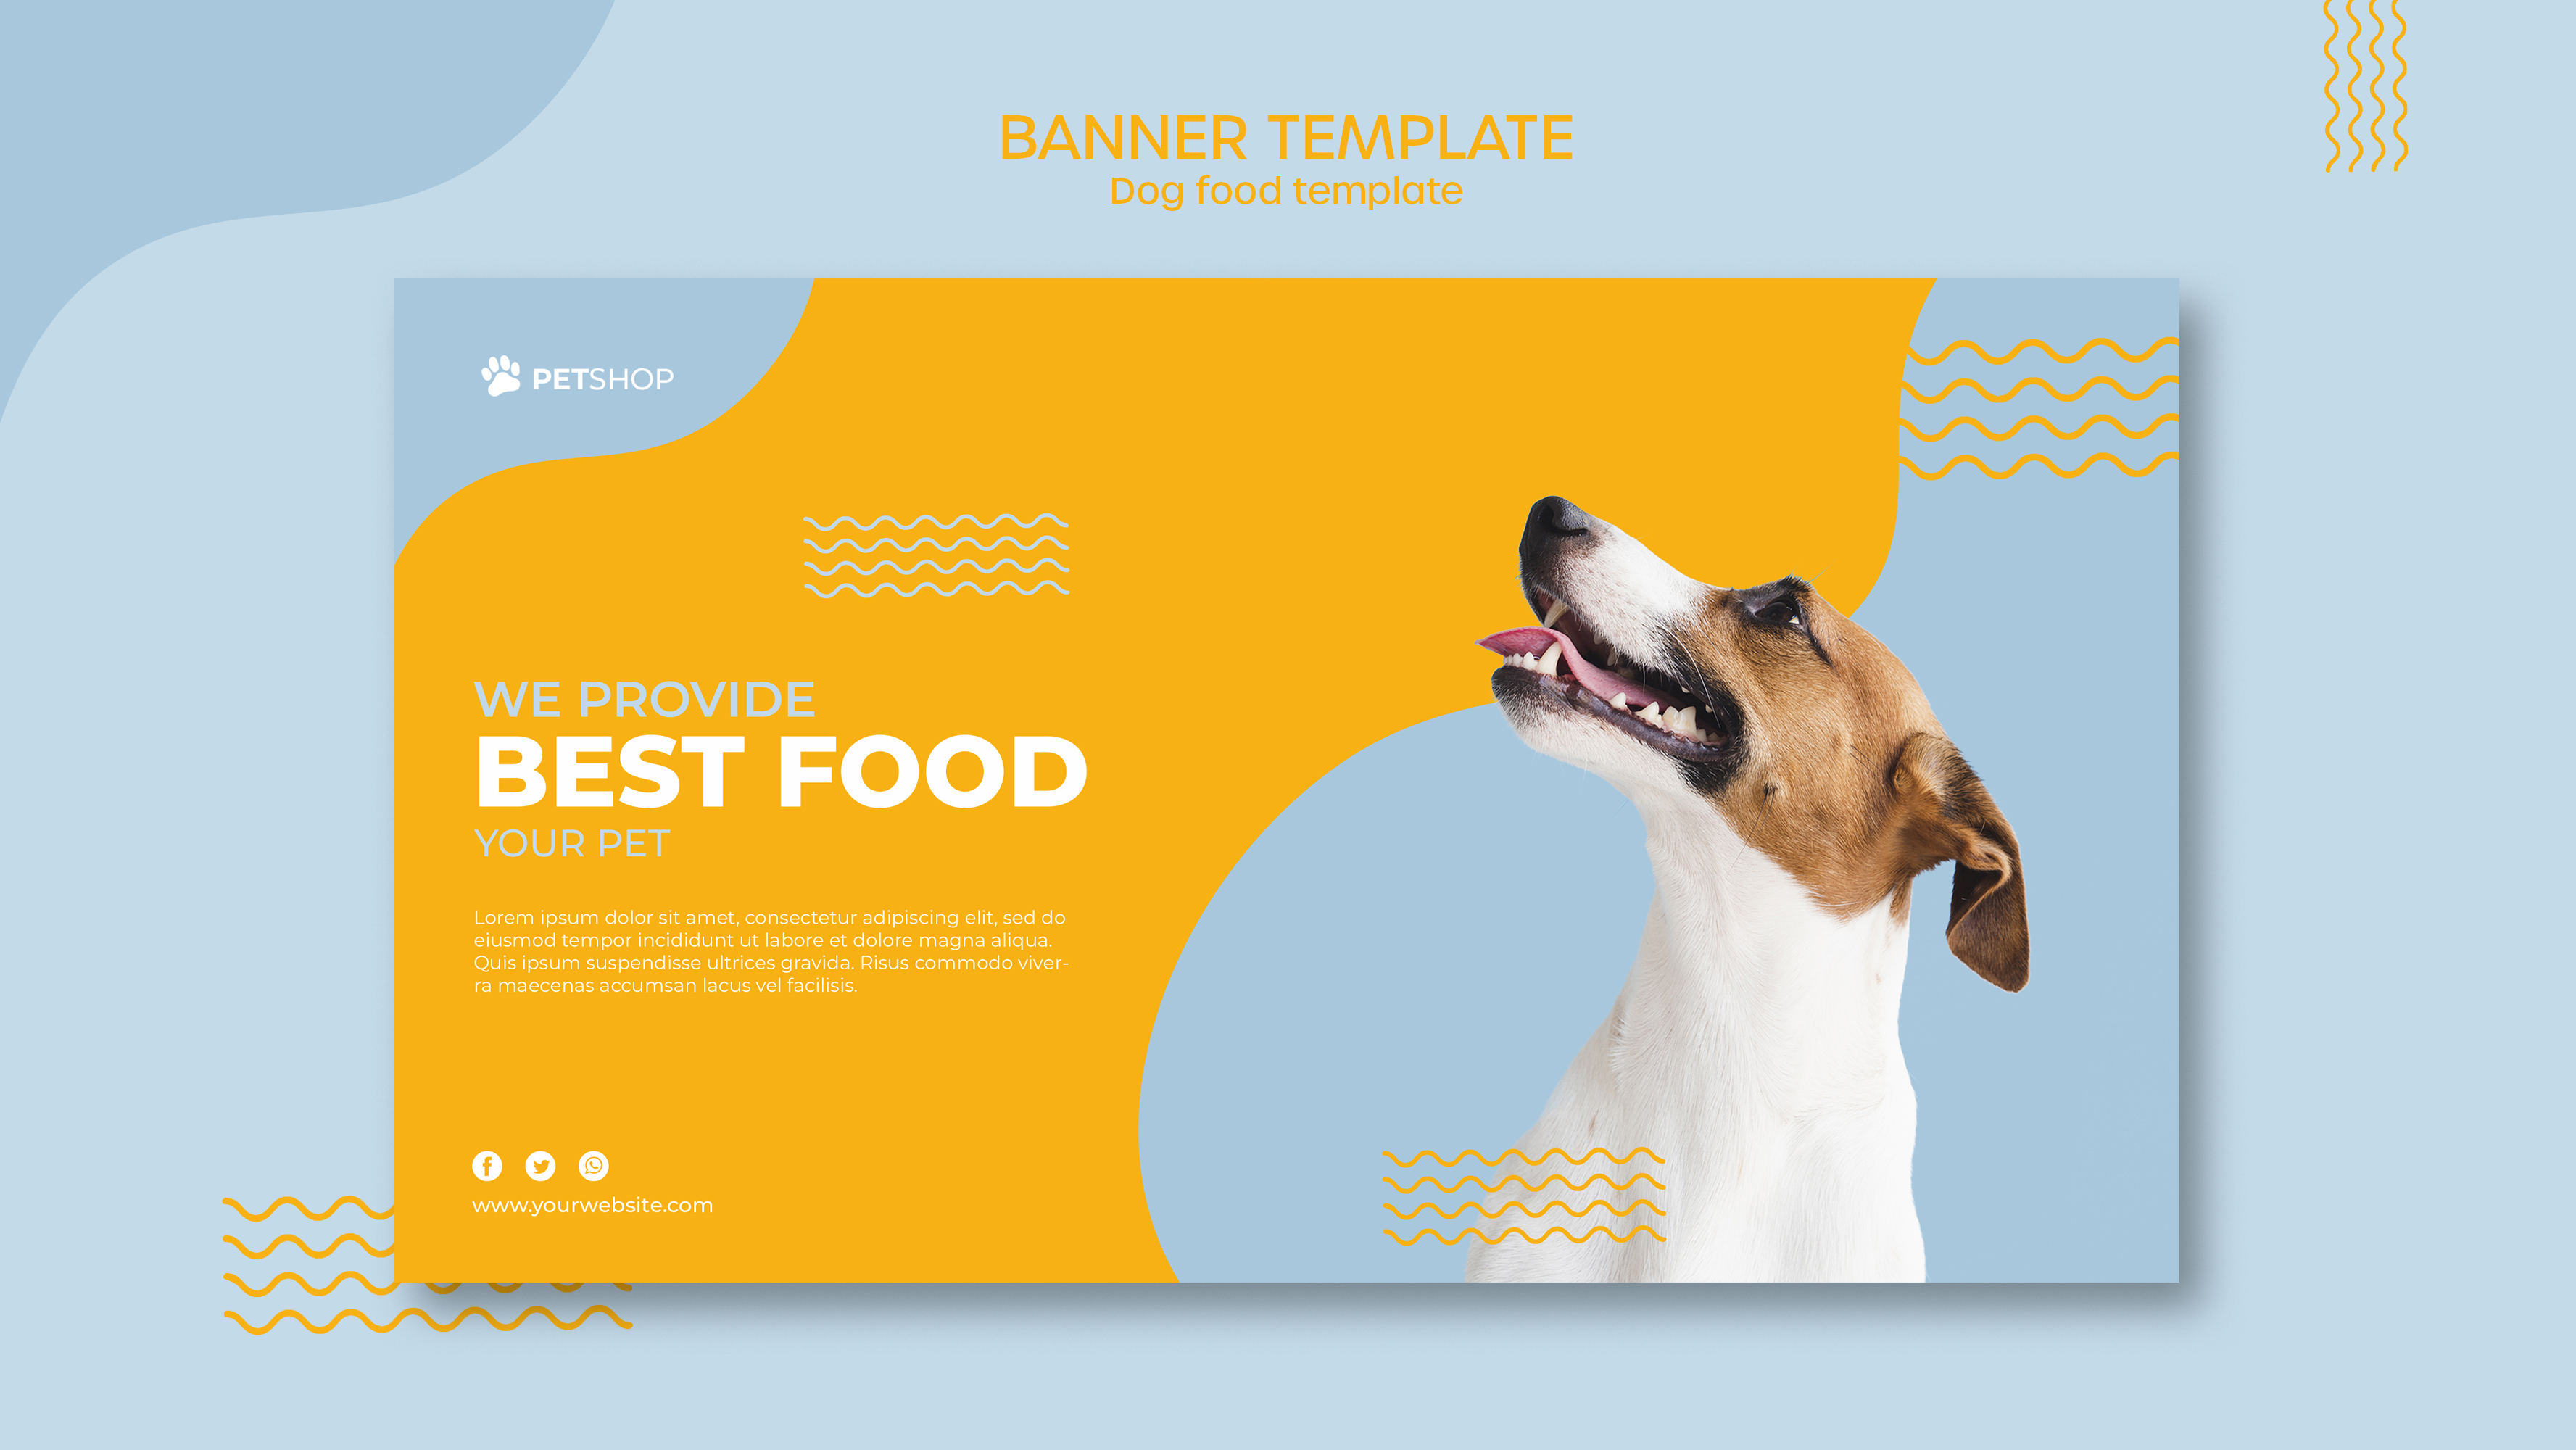 BANNER TEMPLATE
Dog food template
PETSHOP
WE PROVIDE
BEST FOOD
YOUR PET
Lorem ipsum dolor sit amet, consectetur adipiscing elit, sed do
eiusmod tempor incididunt ut labore et dolore magna aliqua.
Quis ipsum suspendisse ultrices gravida. Risus commodo viver-
ra maecenas accumsan lacus vel facilisis.
www.yourwebsite.com